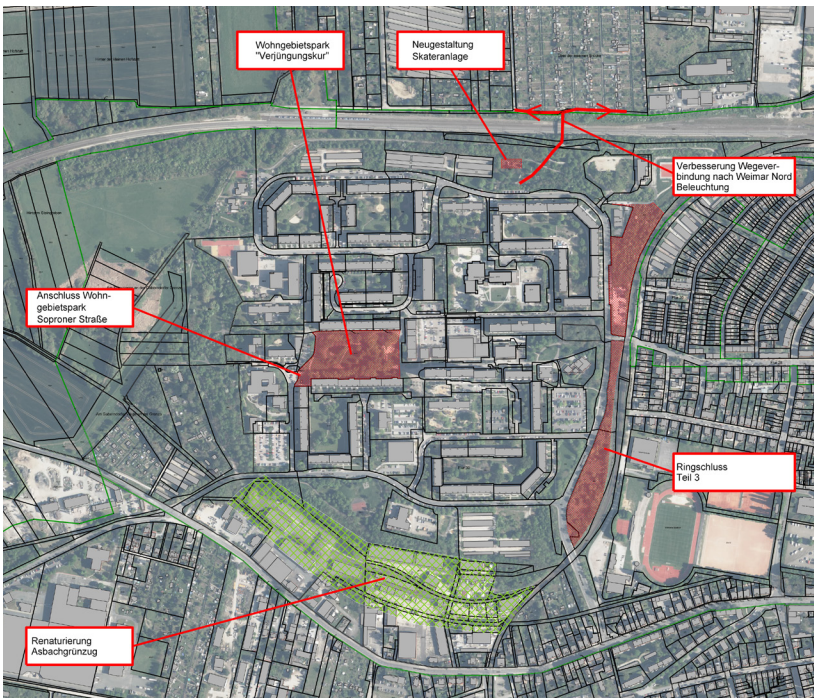 Wohngebietspark
"Verjüngungskur"
Neugestaltung
Skateranlage
Verbesserung Wegever-
bindung nach Weimar Nord
Beleuchtung
Anschluss Wohn-
gebietspark
Soproner Straße
Ringschluss
Teil 3
Renaturierung
Asbachgrünzug